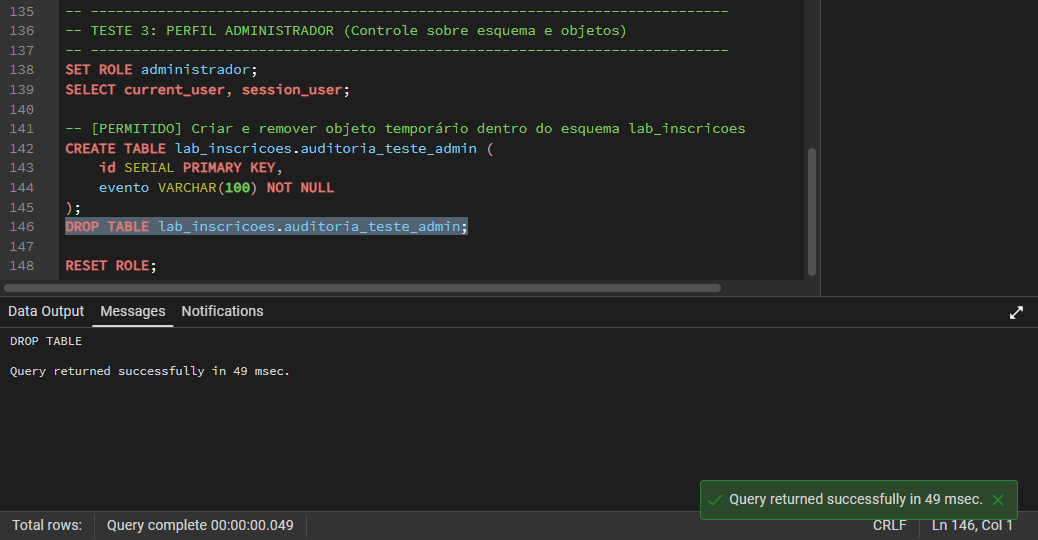 135 -- ----------------------------------------------------------------------------
136 -- TESTE 3: PERFIL ADMINISTRADOR (Controle sobre esquema e objetos)
137 -- ----------------------------------------------------------------------------
138 SET ROLE administrador;
139 SELECT current_user, session_user;
140
141 -- [PERMITIDO] Criar e remover objeto temporário dentro do esquema lab_inscricoes
142 CREATE TABLE lab_inscricoes.auditoria_teste_admin (
143     id SERIAL PRIMARY KEY,
144     evento VARCHAR(100) NOT NULL
145 );
146 DROP TABLE lab_inscricoes.auditoria_teste_admin;
147
148 RESET ROLE;
Data Output Messages Notifications
DROP TABLE
Query returned successfully in 49 msec.
Query returned successfully in 49 msec.
Total rows: Query complete 00:00:00.049 CRLF Ln 146, Col 1